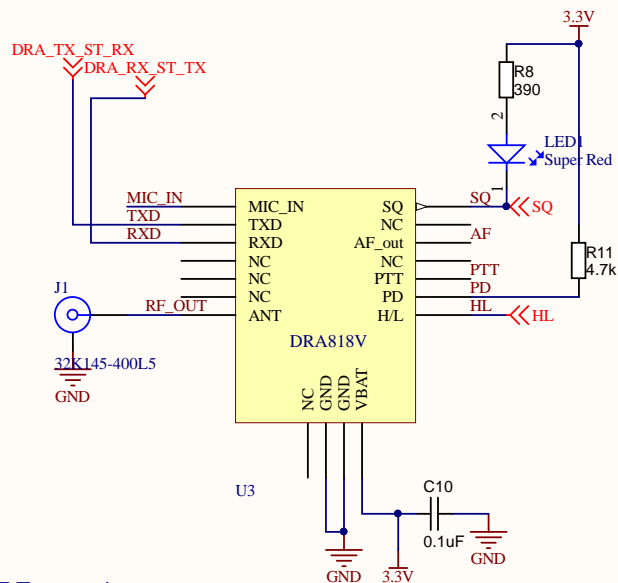 3.3V
DRA_TX_ST_RX
DRA_RX_ST_TX
R8
390
2
LED1
Super Red
1
MIC_IN
MIC_IN
SQ
SQ
SQ
TXD
TXD
NC
RXD
RXD
AF_out
AF
NC
NC
R11
4.7k
NC
PTT
PTT
J1
NC
PD
PD
RF_OUT
ANT
H/L
HL
HL
DRA818V
32K145-400L5
GND
NC
GND
GND
VBAT
U3
C10
0.1uF
GND
GND
3.3V